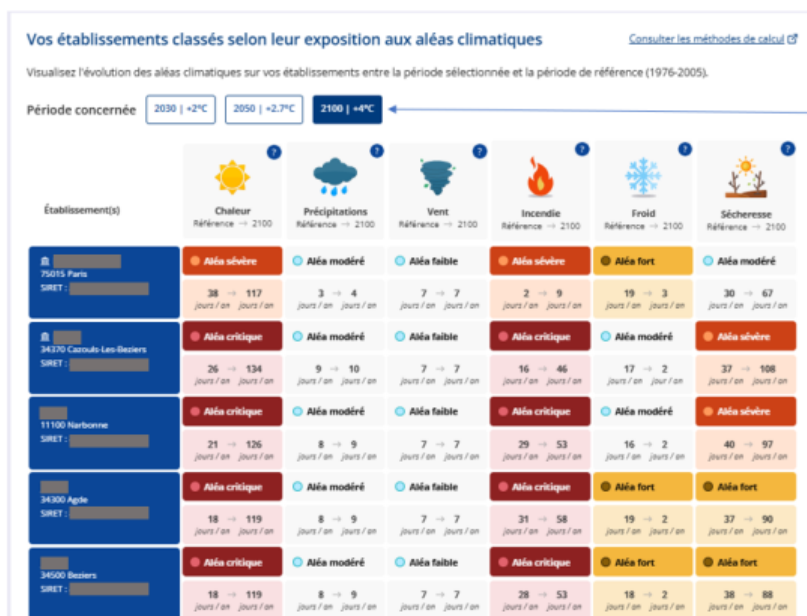 Vos établissements classés selon leur exposition aux aléas climatiques
Consulter les méthodes de calcul
Visualisez l'évolution des aléas climatiques sur vos établissements entre la période sélectionnée et la période de référence (1976-2005).
Période concernée 2030 | +2°C 2050 | +2.7°C 2100 | +4°C
? ? ? ? ? ?
Établissement(s) Chaleur Précipitations Vent Incendie Froid Sécheresse
Référence → 2100 Référence → 2100 Référence → 2100 Référence → 2100 Référence → 2100 Référence → 2100
Aléa sévère Aléa modéré Aléa faible Aléa sévère Aléa fort Aléa modéré
75015 Paris
SIRET :
38 → 117 3 → 4 7 → 7 2 → 9 19 → 3 30 → 67
jours / an jours / an jours / an jours / an jours / an jours / an jours / an jours / an jours / an jours / an jours / an jours / an
Aléa critique Aléa modéré Aléa faible Aléa critique Aléa modéré Aléa sévère
34370 Cazouls-Les-Beziers
SIRET :
26 → 134 9 → 10 7 → 7 16 → 46 17 → 2 37 → 108
jours / an jours / an jours / an jours / an jours / an jours / an jours / an jours / an jours / an jour / an jours / an jours / an
Aléa critique Aléa modéré Aléa faible Aléa critique Aléa modéré Aléa sévère
11100 Narbonne
SIRET :
21 → 126 8 → 9 7 → 7 29 → 53 16 → 2 40 → 97
jours / an jours / an jours / an jours / an jours / an jours / an jours / an jours / an jours / an jours / an jours / an jours / an
Aléa critique Aléa modéré Aléa faible Aléa critique Aléa fort Aléa fort
34300 Agde
SIRET :
18 → 119 8 → 9 7 → 7 31 → 58 19 → 2 37 → 90
jours / an jours / an jours / an jours / an jours / an jours / an jours / an jours / an jours / an jours / an jours / an jours / an
Aléa critique Aléa modéré Aléa faible Aléa critique Aléa fort Aléa fort
34500 Beziers
SIRET :
18 → 119 8 → 9 7 → 7 28 → 53 18 → 2 38 → 88
jours / an jours / an jours / an jours / an jours / an jours / an jours / an jours / an jours / an jours / an jours / an jours / an